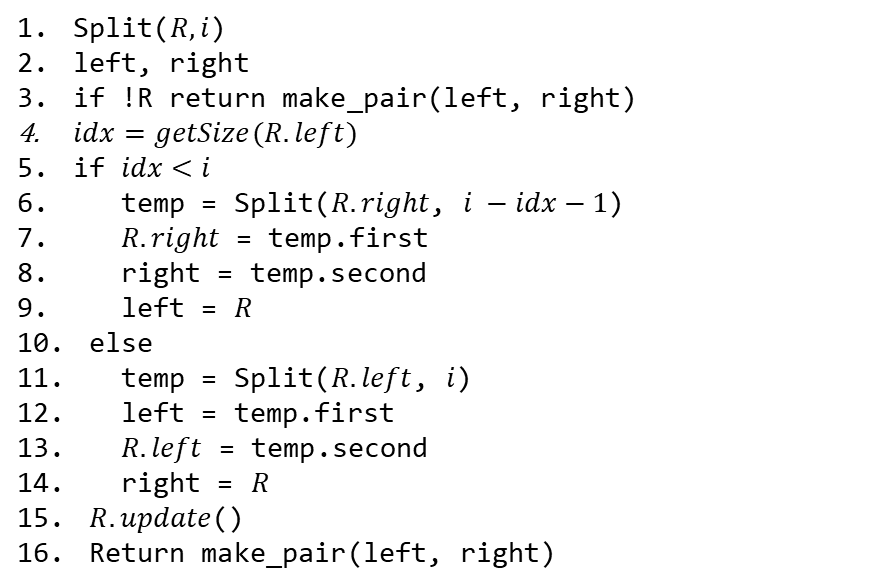 1. Split(R,i)
2. left, right
3. if !R return make_pair(left, right)
4. idx = getSize(R.left)
5. if idx < i
6. temp = Split(R.right, i − idx − 1)
7. R.right = temp.first
8. right = temp.second
9. left = R
10. else
11. temp = Split(R.left, i)
12. left = temp.first
13. R.left = temp.second
14. right = R
15. R.update()
16. Return make_pair(left, right)